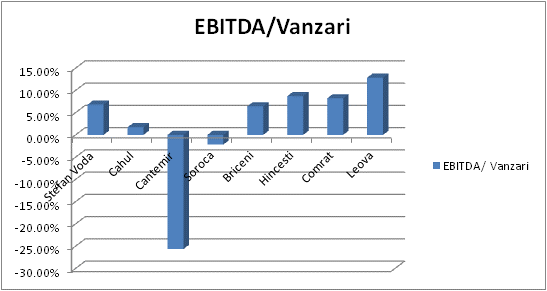 EBITDA/Vanzari
15.00%
10.00%
5.00%
0.00%
-5.00%
-10.00%
-15.00%
-20.00%
-25.00%
-30.00%
Stefan Voda
Cahul
Cantemir
Soroca
Briceni
Hincesti
Comrat
Leova
EBITDA/ Vanzari